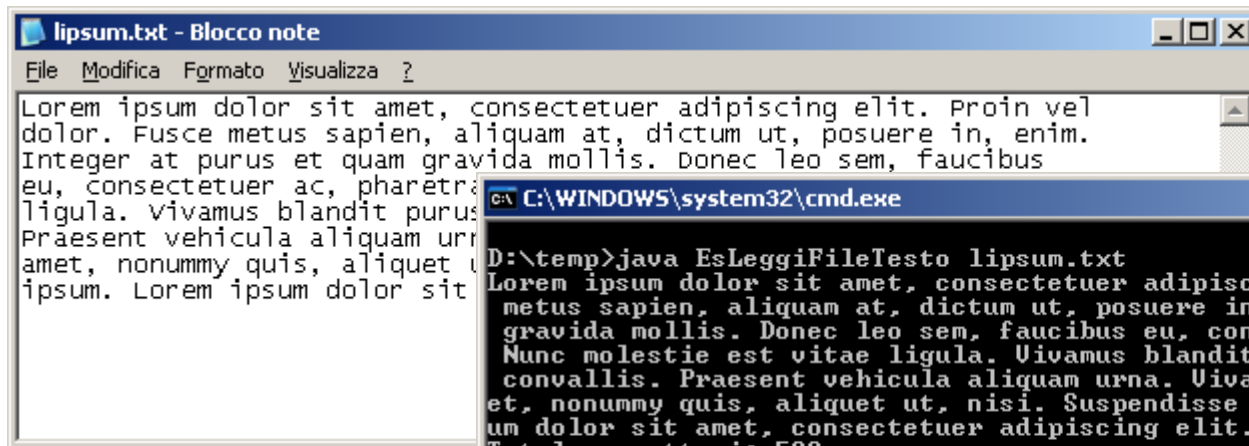 lipsum.txt - Blocco note
File Modifica Formato Visualizza ?
Lorem ipsum dolor sit amet, consectetuer adipiscing elit. Proin vel
dolor. Fusce metus sapien, aliquam at, dictum ut, posuere in, enim.
Integer at purus et quam gravida mollis. Donec leo sem, faucibus
eu, consectetuer ac, pharetra
ligula. Vivamus blandit purus
Praesent vehicula aliquam urn
amet, nonummy quis, aliquet u
ipsum. Lorem ipsum dolor sit
C:\WINDOWS\system32\cmd.exe
D:\temp>java EsLeggiFileTesto lipsum.txt
Lorem ipsum dolor sit amet, consectetuer adipisc
metus sapien, aliquam at, dictum ut, posuere in
gravida mollis. Donec leo sem, faucibus eu, con
Nunc molestie est vitae ligula. Vivamus blandit
convallis. Praesent vehicula aliquam urna. Viva
et, nonummy quis, aliquet ut, nisi. Suspendisse
um dolor sit amet, consectetuer adipiscing elit.